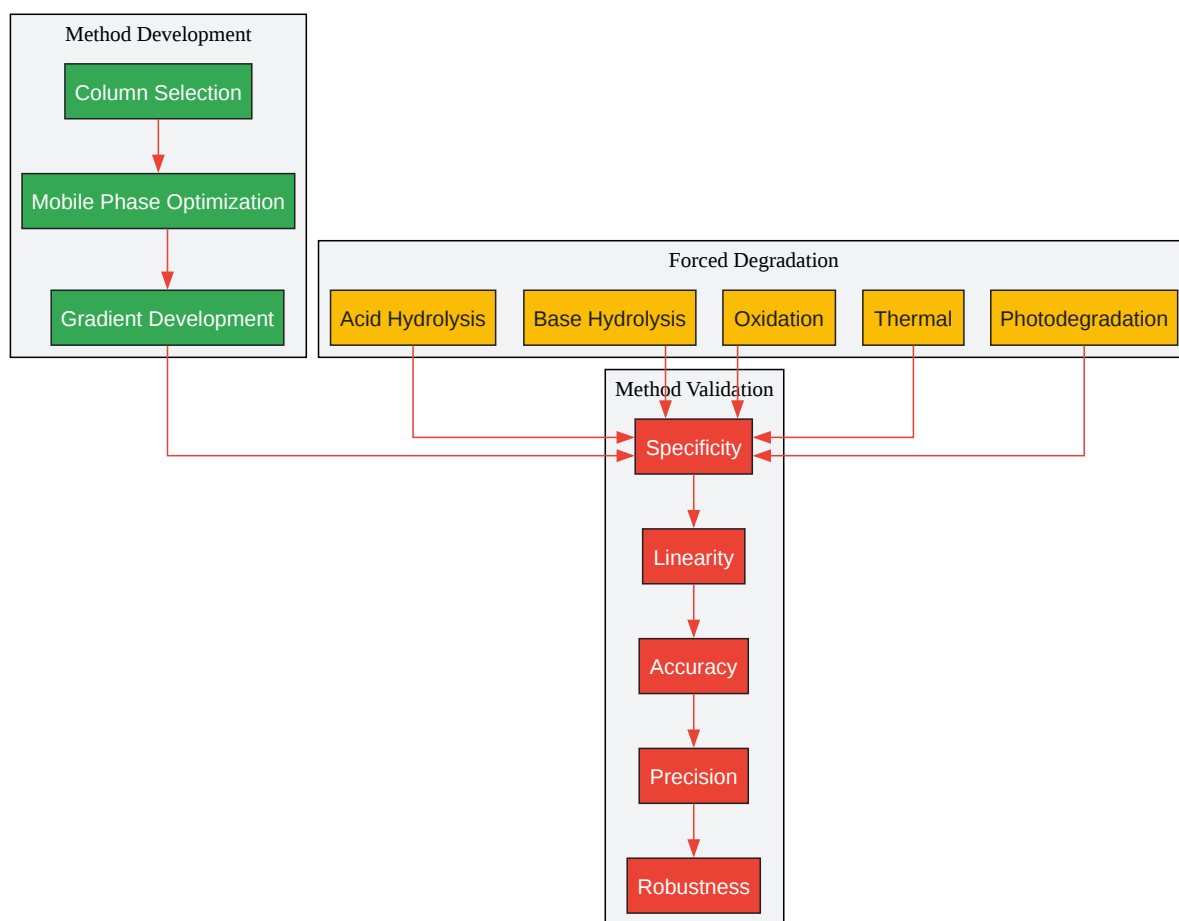 Method Development
Column Selection
Mobile Phase Optimization
Gradient Development
Forced Degradation
Acid Hydrolysis
Base Hydrolysis
Oxidation
Thermal
Photodegradation
Method Validation
Specificity
Linearity
Accuracy
Precision
Robustness